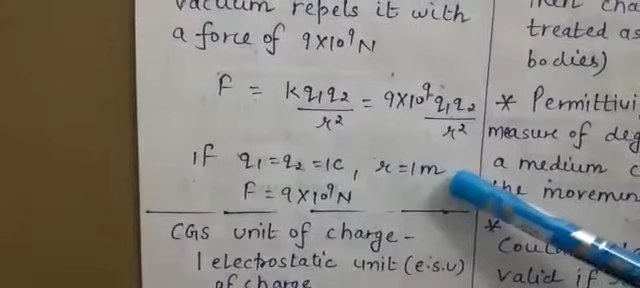 vacuum repels it with
a force of 9×10⁹N
F = kq₁q₂/r² = 9×10⁹ q₁q₂/r²
If q₁=q₂=1C, r=1m
F=9×10⁹N
CGS unit of charge -
1 electrostatic unit (e.s.u)
of charge
treated as
bodies)
* Permittivi
measure of deg
a medium
the movemen
*
valid if